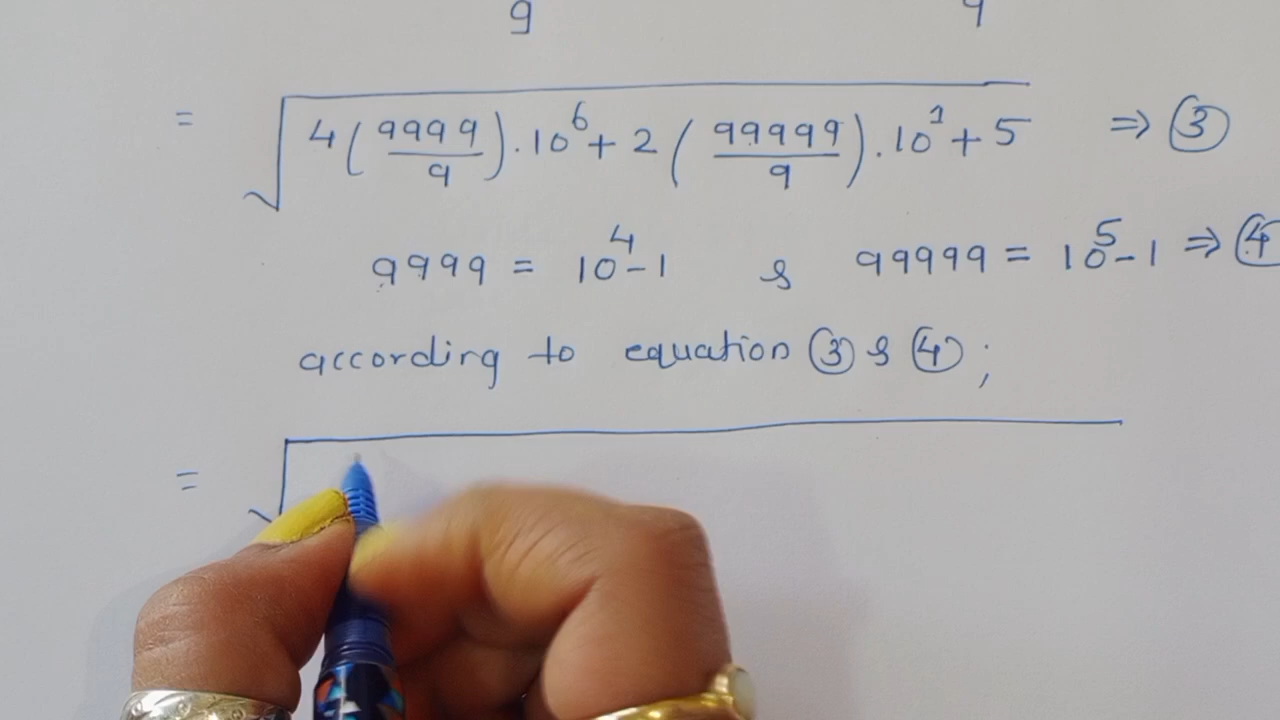 9 9
= √(4(9999/9).10⁶ + 2(99999/9).10¹ + 5) ⇒ ③
9999 = 10⁴-1 & 99999 = 10⁵-1 ⇒ ④
according to equation ③ & ④;
= √